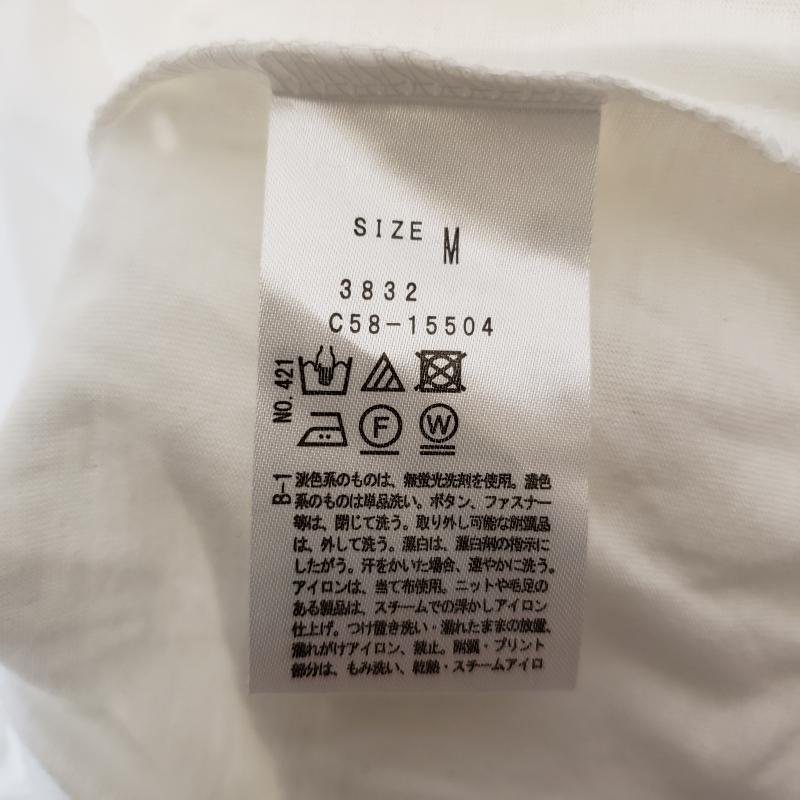 SIZE M
3832
C58-15504
NO.421
F W
B-1
淡色系のものは、無蛍光洗剤を使用。濃色
系のものは単品洗い。ボタン、ファスナー
等は、閉じて洗う。取り外し可能な附属品
は、外して洗う。漂白は、漂白剤の指示に
したがう。汗をかいた場合、速やかに洗う。
アイロンは、当て布使用。ニットや毛足の
ある製品は、スチームでの浮かしアイロン
仕上げ。つけ置き洗い・濡れたままの放置、
濡れがけアイロン、禁止。附属・プリント
部分は、もみ洗い、乾熱・スチームアイロ